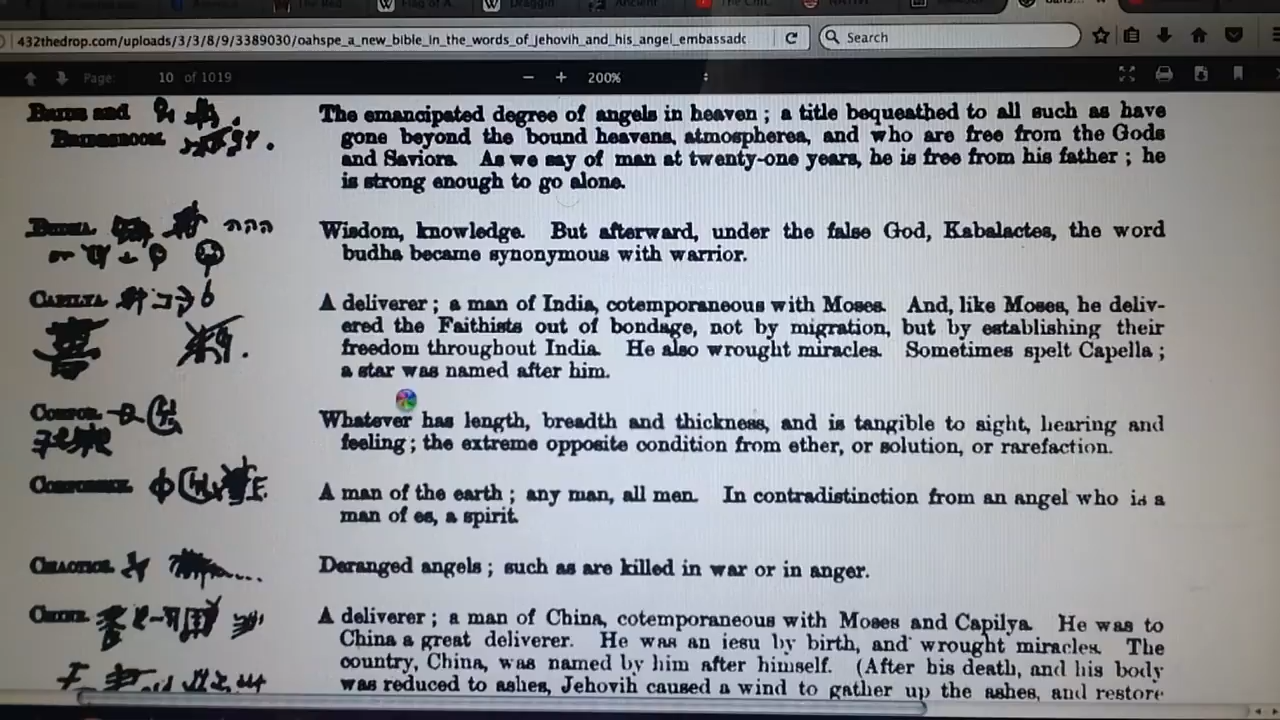 432thedrop.com/uploads/3/3/8/9/3389030/oahspe_a_new_bible_in_the_words_of_jehovih_and_his_angel_embassadc
Search
Page: 10 of 1019
200%
The emancipated degree of angels in heaven ; a title bequeathed to all such as have
gone beyond the bound heavens, atmospherea, and who are free from the Gods
and Saviors. As we say of man at twenty-one years, he is free from his father ; he
is strong enough to go alone.
Wisdom, knowledge. But afterward, under the false God, Kabalactes, the word
budha became synonymous with warrior.
CAPILYA
A deliverer ; a man of India, cotemporaneous with Moses. And, like Moses, he deliv-
ered the Faithists out of bondage, not by migration, but by establishing their
freedom throughout India. He also wrought miracles. Sometimes spelt Capella ;
a star was named after him.
CORPOR.
Whatever has length, breadth and thickness, and is tangible to sight, hearing and
feeling ; the extreme opposite condition from ether, or solution, or rarefaction.
A man of the earth ; any man, all men. In contradistinction from an angel who is a
man of es, a spirit.
Deranged angels ; such as are killed in war or in anger.
A deliverer ; a man of China, cotemporaneous with Moses and Capilya. He was to
China a great deliverer. He was an iesu by birth, and wrought miracles. The
country, China, was named by him after himself. (After his death, and his body
was reduced to ashes, Jehovih caused a wind to gather up the ashes, and restore